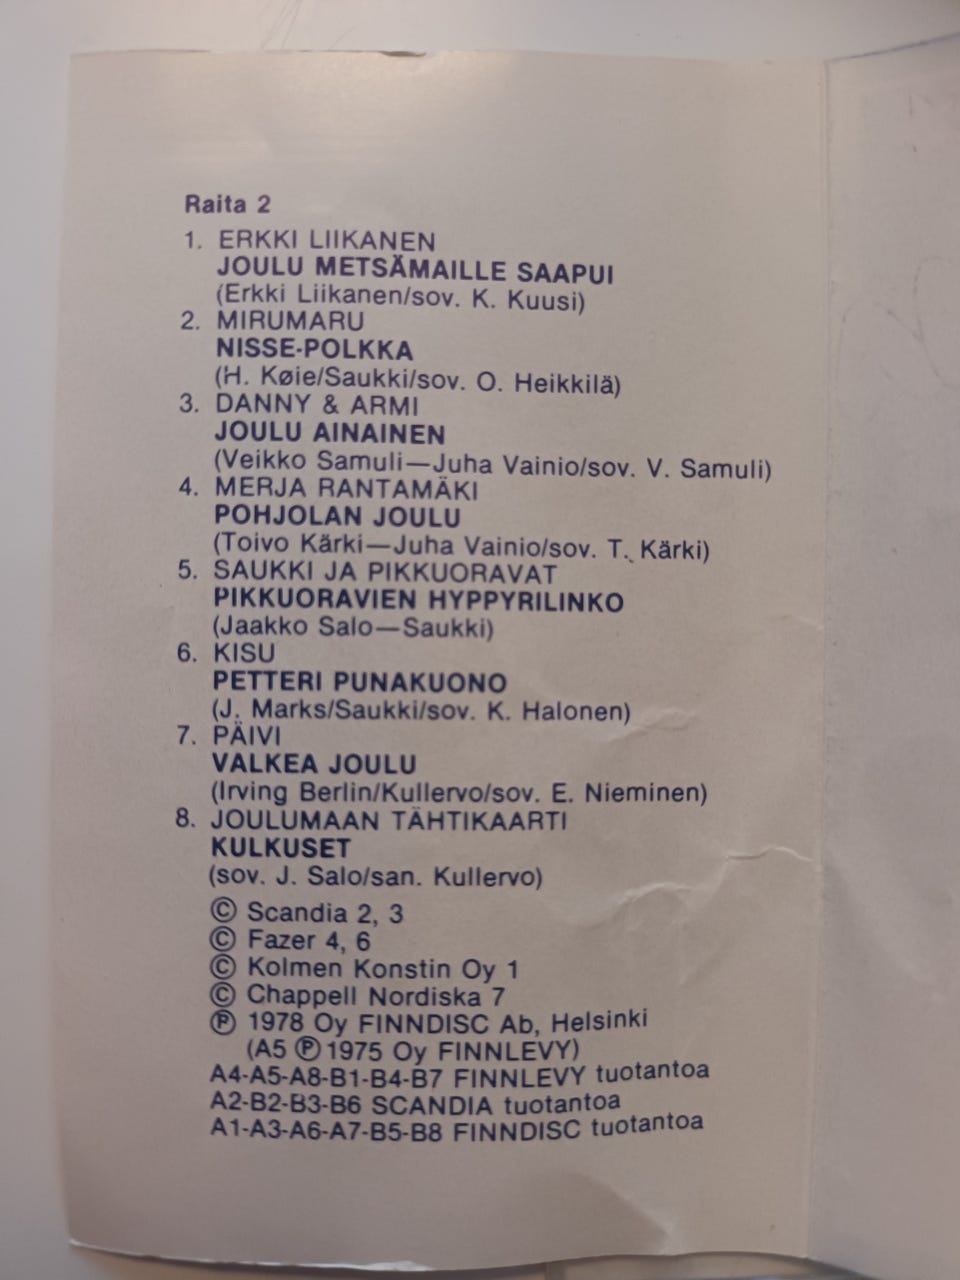 Raita 2
1. ERKKI LIIKANEN
JOULU METSÄMAILLE SAAPUI
(Erkki Liikanen/sov. K. Kuusi)
2. MIRUMARU
NISSE-POLKKA
(H. Køie/Saukki/sov. O. Heikkilä)
3. DANNY & ARMI
JOULU AINAINEN
(Veikko Samuli—Juha Vainio/sov. V. Samuli)
4. MERJA RANTAMÄKI
POHJOLAN JOULU
(Toivo Kärki—Juha Vainio/sov. T. Kärki)
5. SAUKKI JA PIKKUORAVAT
PIKKUORAVIEN HYPPYRILINKO
(Jaakko Salo—Saukki)
6. KISU
PETTERI PUNAKUONO
(J. Marks/Saukki/sov. K. Halonen)
7. PÄIVI
VALKEA JOULU
(Irving Berlin/Kullervo/sov. E. Nieminen)
8. JOULUMAAN TÄHTIKAARTI
KULKUSET
(sov. J. Salo/san. Kullervo)
© Scandia 2, 3
© Fazer 4, 6
© Kolmen Konstin Oy 1
© Chappell Nordiska 7
℗ 1978 Oy FINNDISC Ab, Helsinki
(A5 ℗ 1975 Oy FINNLEVY)
A4-A5-A8-B1-B4-B7 FINNLEVY tuotantoa
A2-B2-B3-B6 SCANDIA tuotantoa
A1-A3-A6-A7-B5-B8 FINNDISC tuotantoa